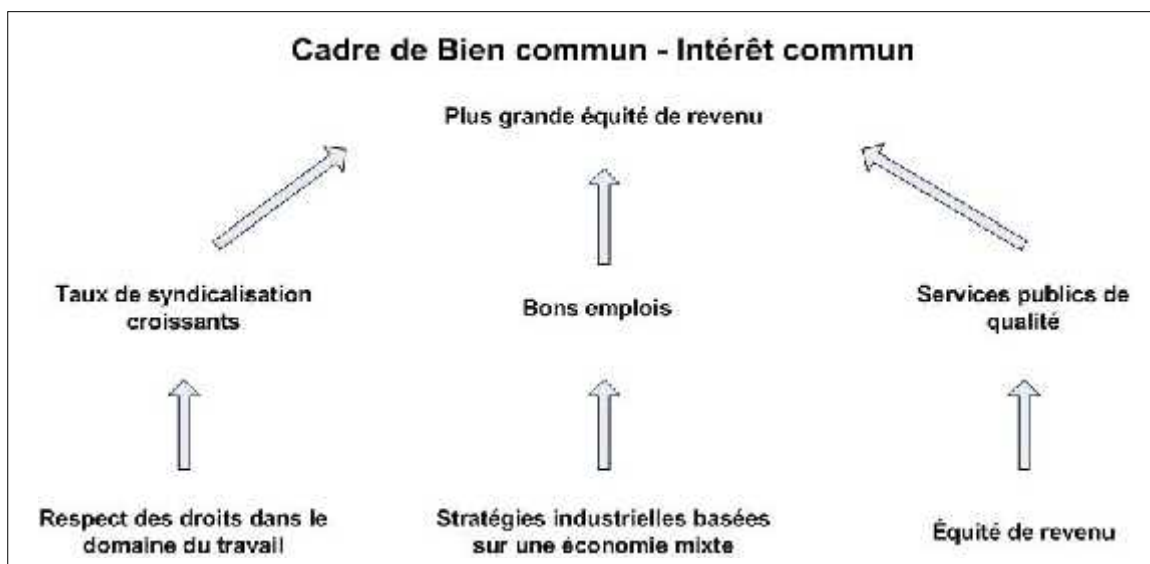 Cadre de Bien commun - Intérêt commun
Plus grande équité de revenu
Taux de syndicalisation
croissants
Bons emplois
Services publics de
qualité
Respect des droits dans le
domaine du travail
Stratégies industrielles basées
sur une économie mixte
Équité de revenu